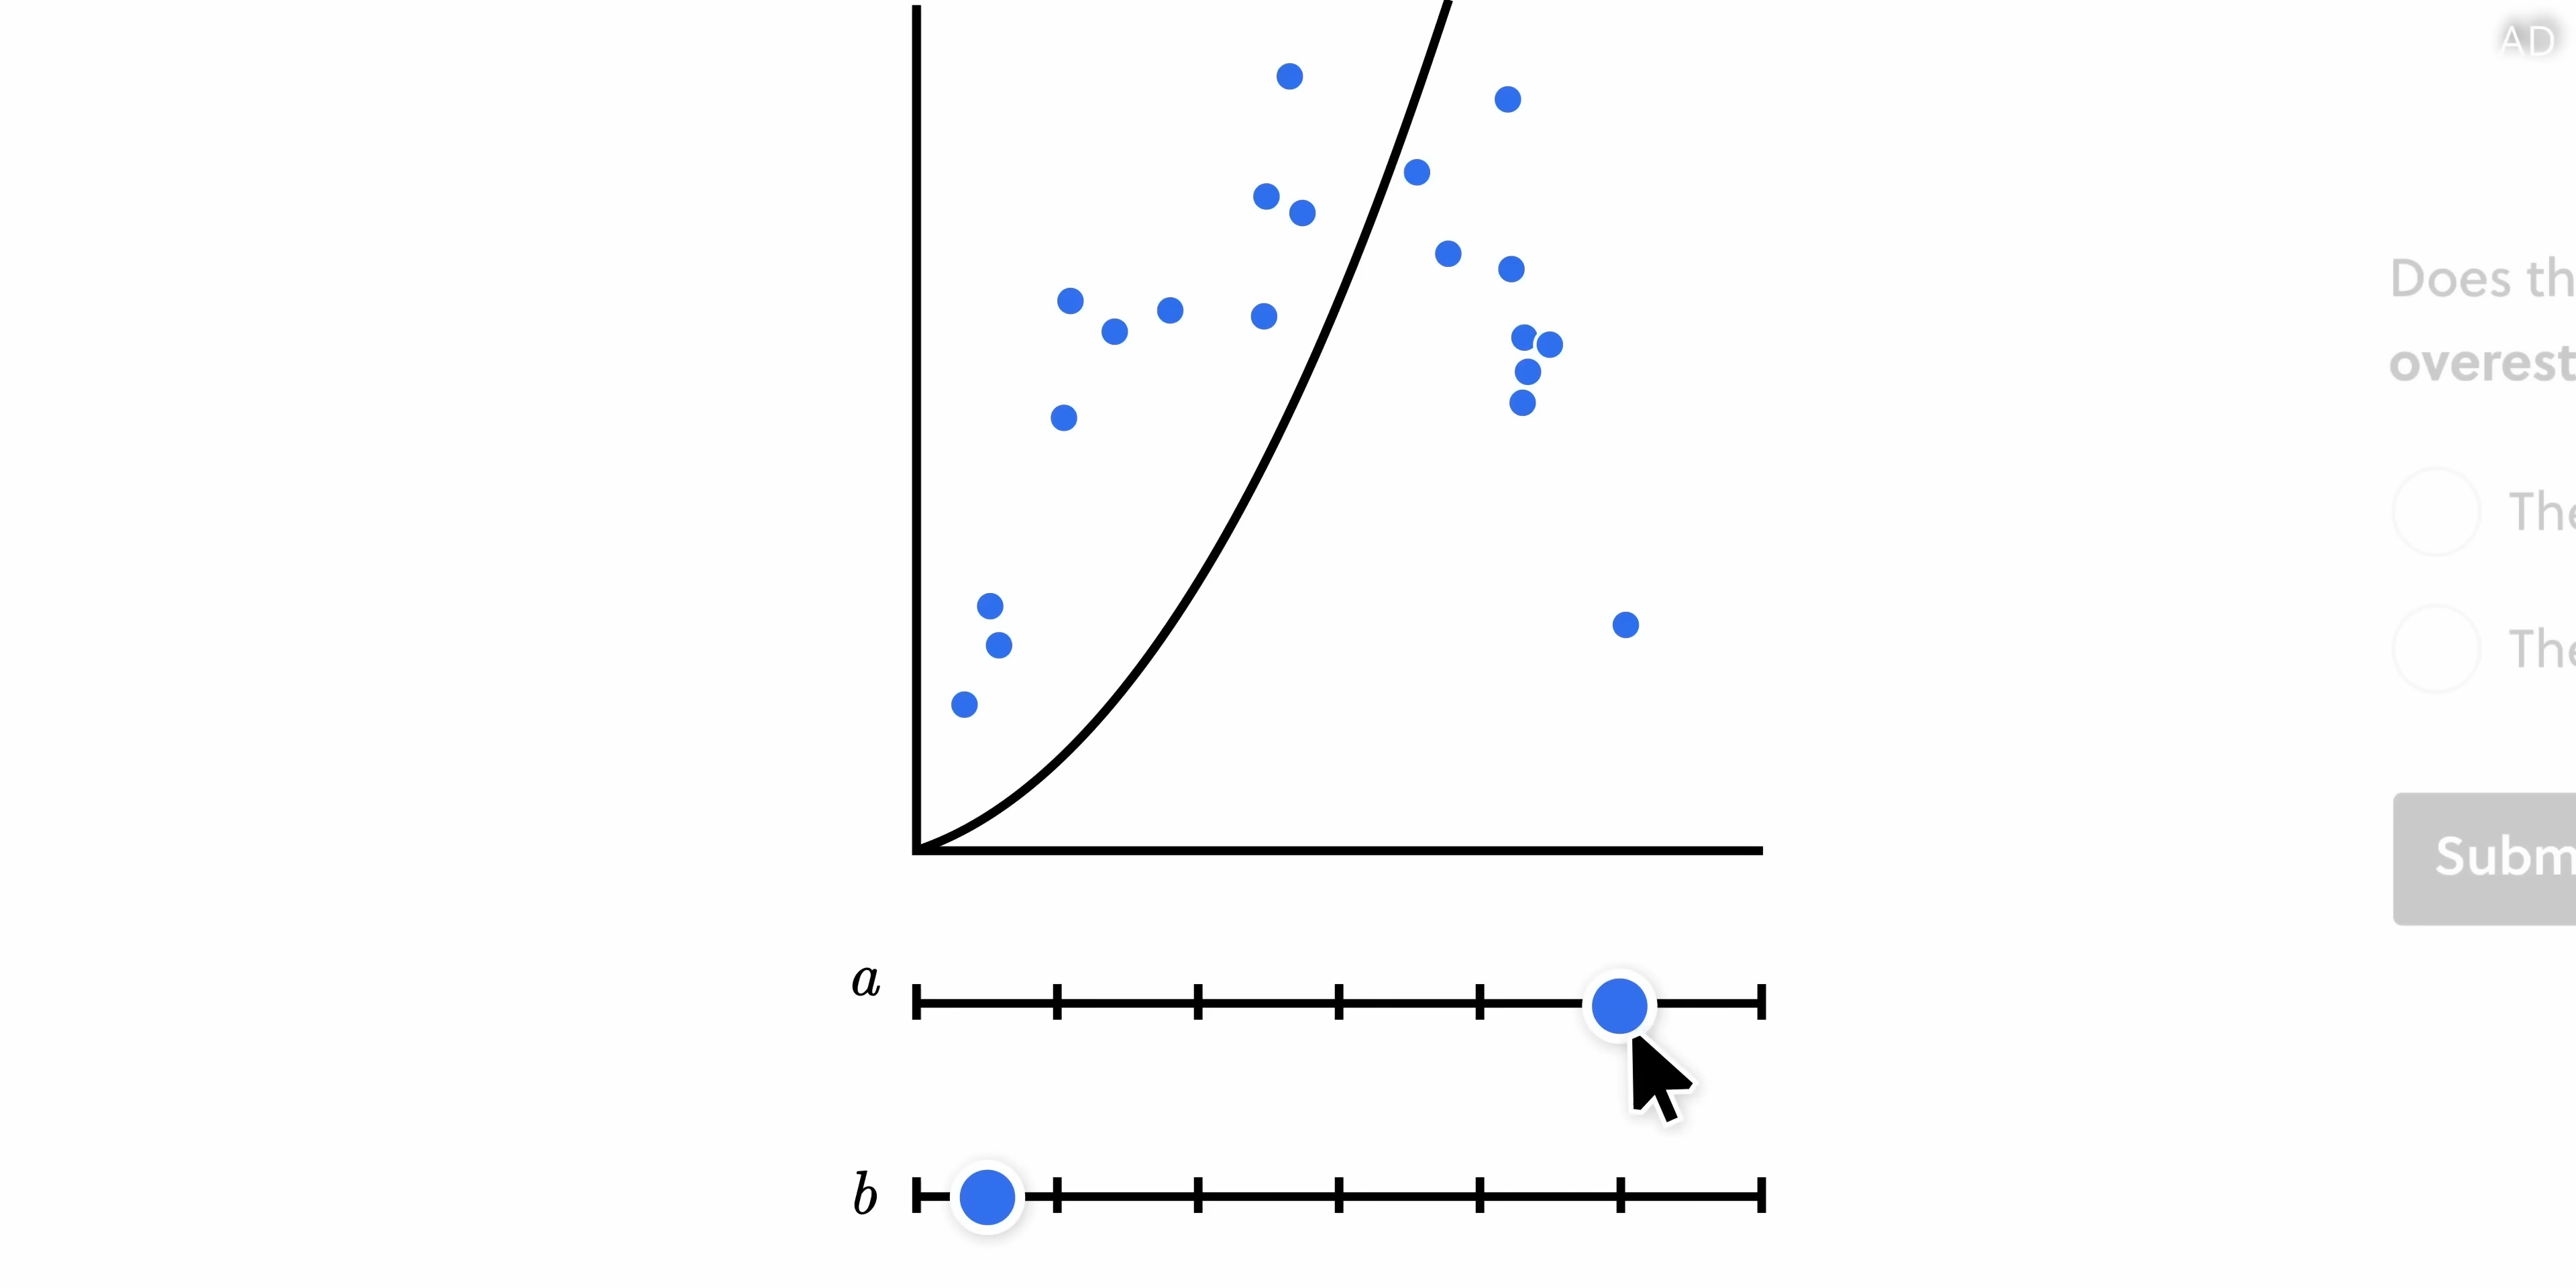 AD
Does th
overest
The
The
Subm
a
b